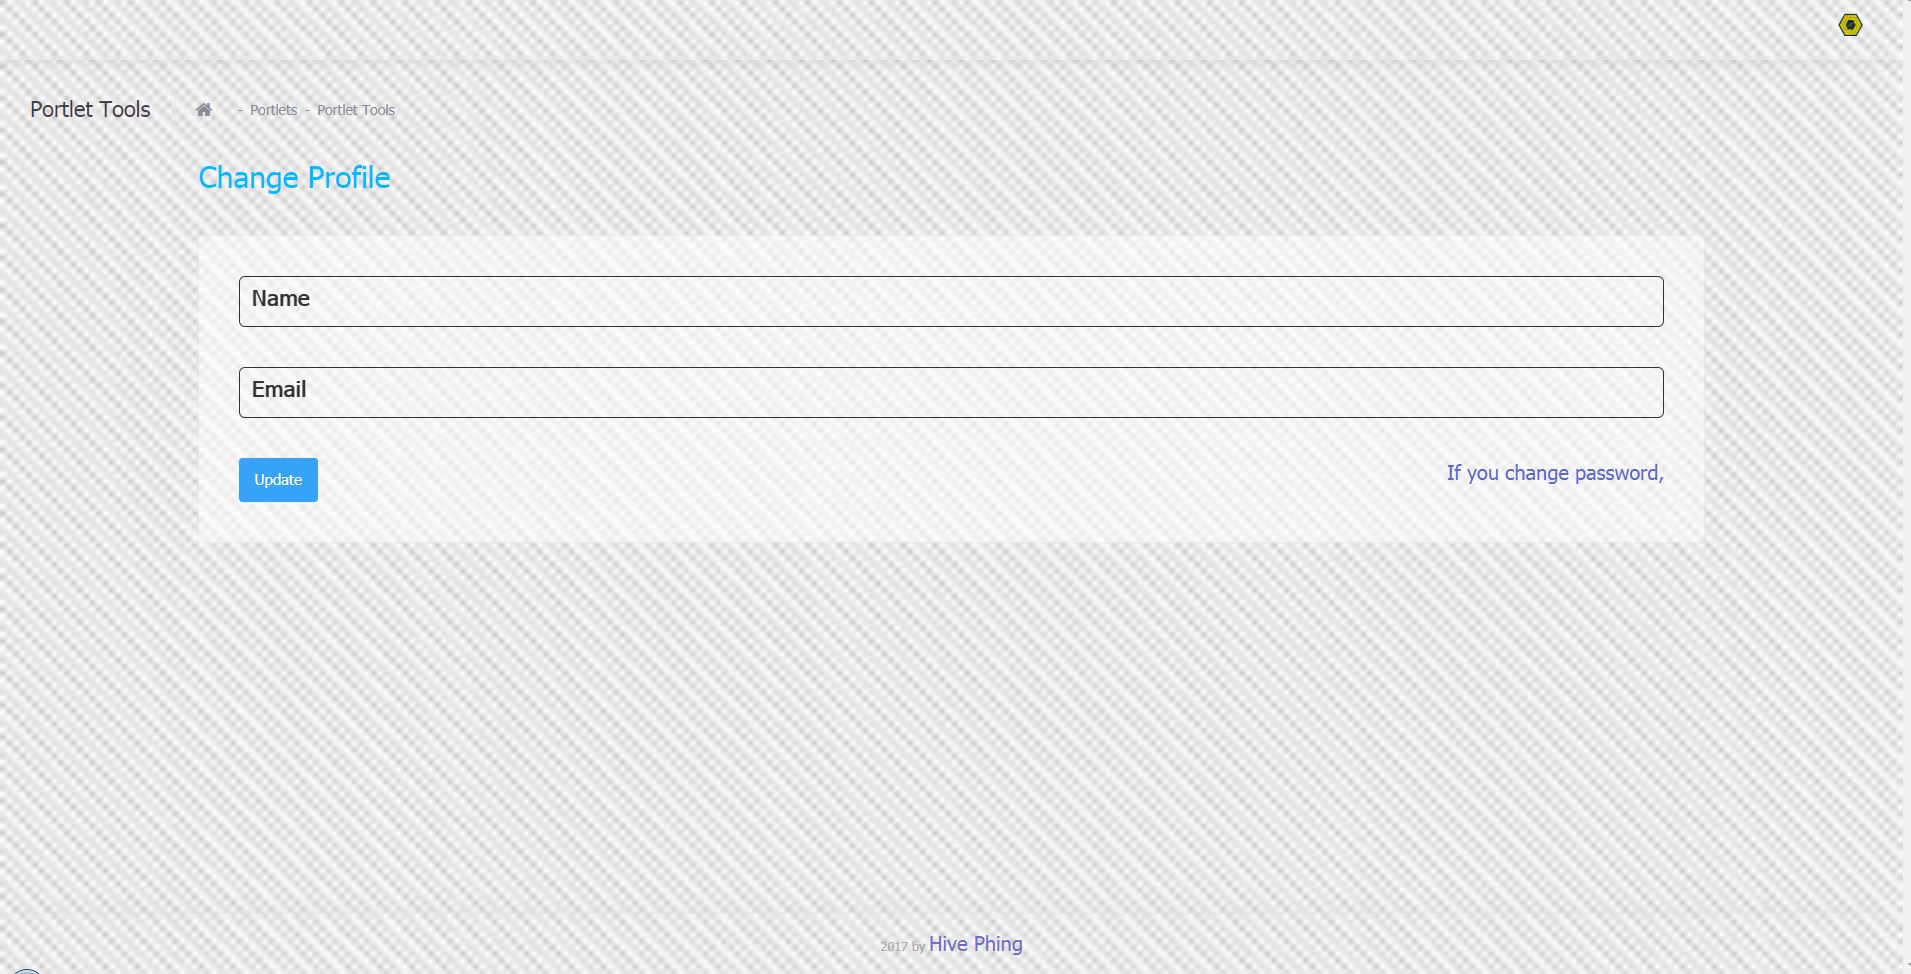 Portlet Tools - Portlets - Portlet Tools
Change Profile
Name
Email
Update
If you change password,
2017 by Hive Phing